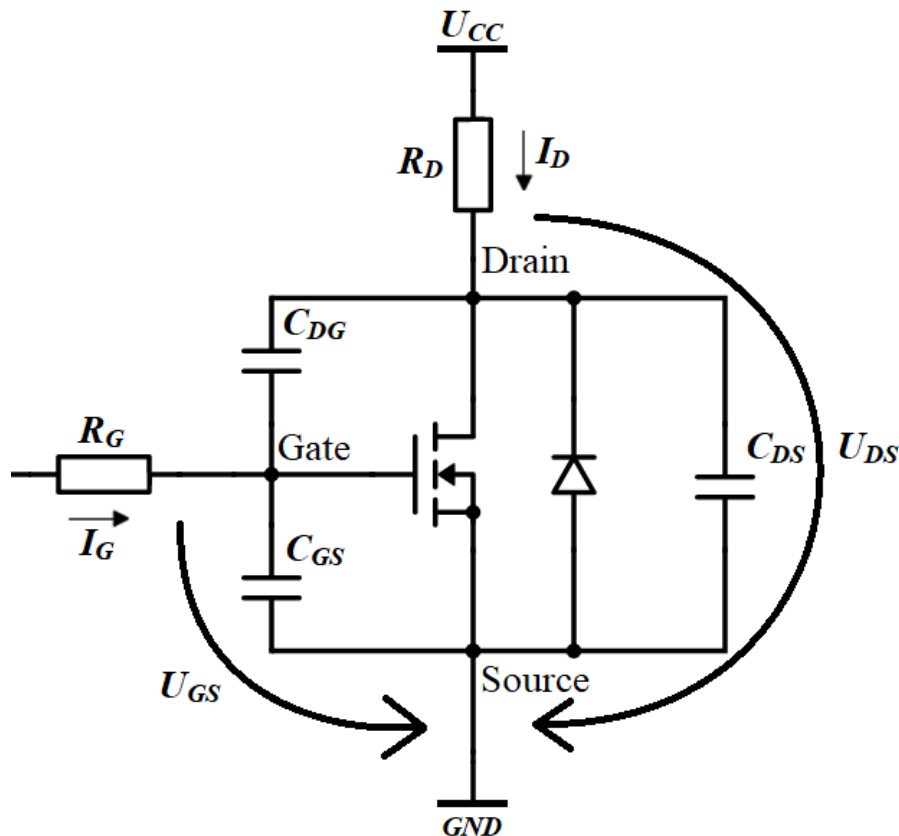 U_CC
R_D
I_D
Drain
C_DG
R_G
Gate
C_DS
U_DS
I_G
C_GS
U_GS
Source
GND